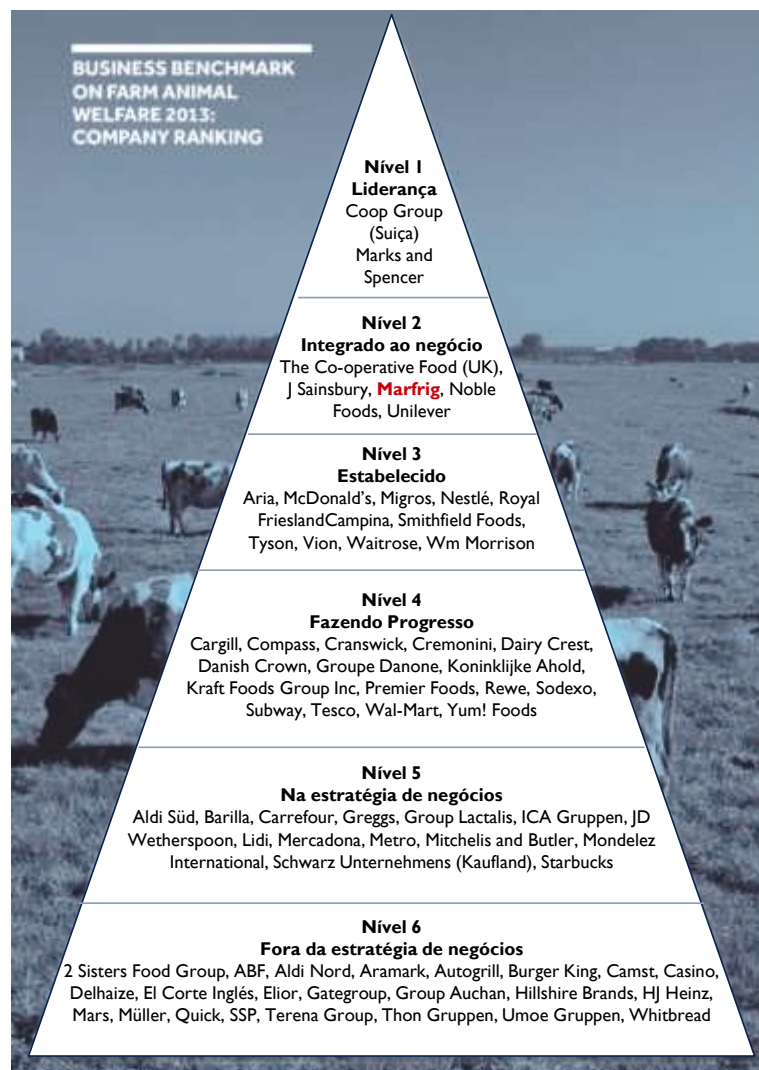 BUSINESS BENCHMARK
ON FARM ANIMAL
WELFARE 2013:
COMPANY RANKING
Nível 1
Liderança
Coop Group
(Suiça)
Marks and
Spencer
Nível 2
Integrado ao negócio
The Co-operative Food (UK),
J Sainsbury, Marfrig, Noble
Foods, Unilever
Nível 3
Estabelecido
Aria, McDonald's, Migros, Nestlé, Royal
FrieslandCampina, Smithfield Foods,
Tyson, Vion, Waitrose, Wm Morrison
Nível 4
Fazendo Progresso
Cargill, Compass, Cranswick, Cremonini, Dairy Crest,
Danish Crown, Groupe Danone, Koninklijke Ahold,
Kraft Foods Group Inc, Premier Foods, Rewe, Sodexo,
Subway, Tesco, Wal-Mart, Yum! Foods
Nível 5
Na estratégia de negócios
Aldi Süd, Barilla, Carrefour, Greggs, Group Lactalis, ICA Gruppen, JD
Wetherspoon, Lidi, Mercadona, Metro, Mitchelis and Butler, Mondelez
International, Schwarz Unternehmens (Kaufland), Starbucks
Nível 6
Fora da estratégia de negócios
2 Sisters Food Group, ABF, Aldi Nord, Aramark, Autogrill, Burger King, Camst, Casino,
Delhaize, El Corte Inglés, Elior, Gategroup, Group Auchan, Hillshire Brands, HJ Heinz,
Mars, Müller, Quick, SSP, Terena Group, Thon Gruppen, Umoe Gruppen, Whitbread